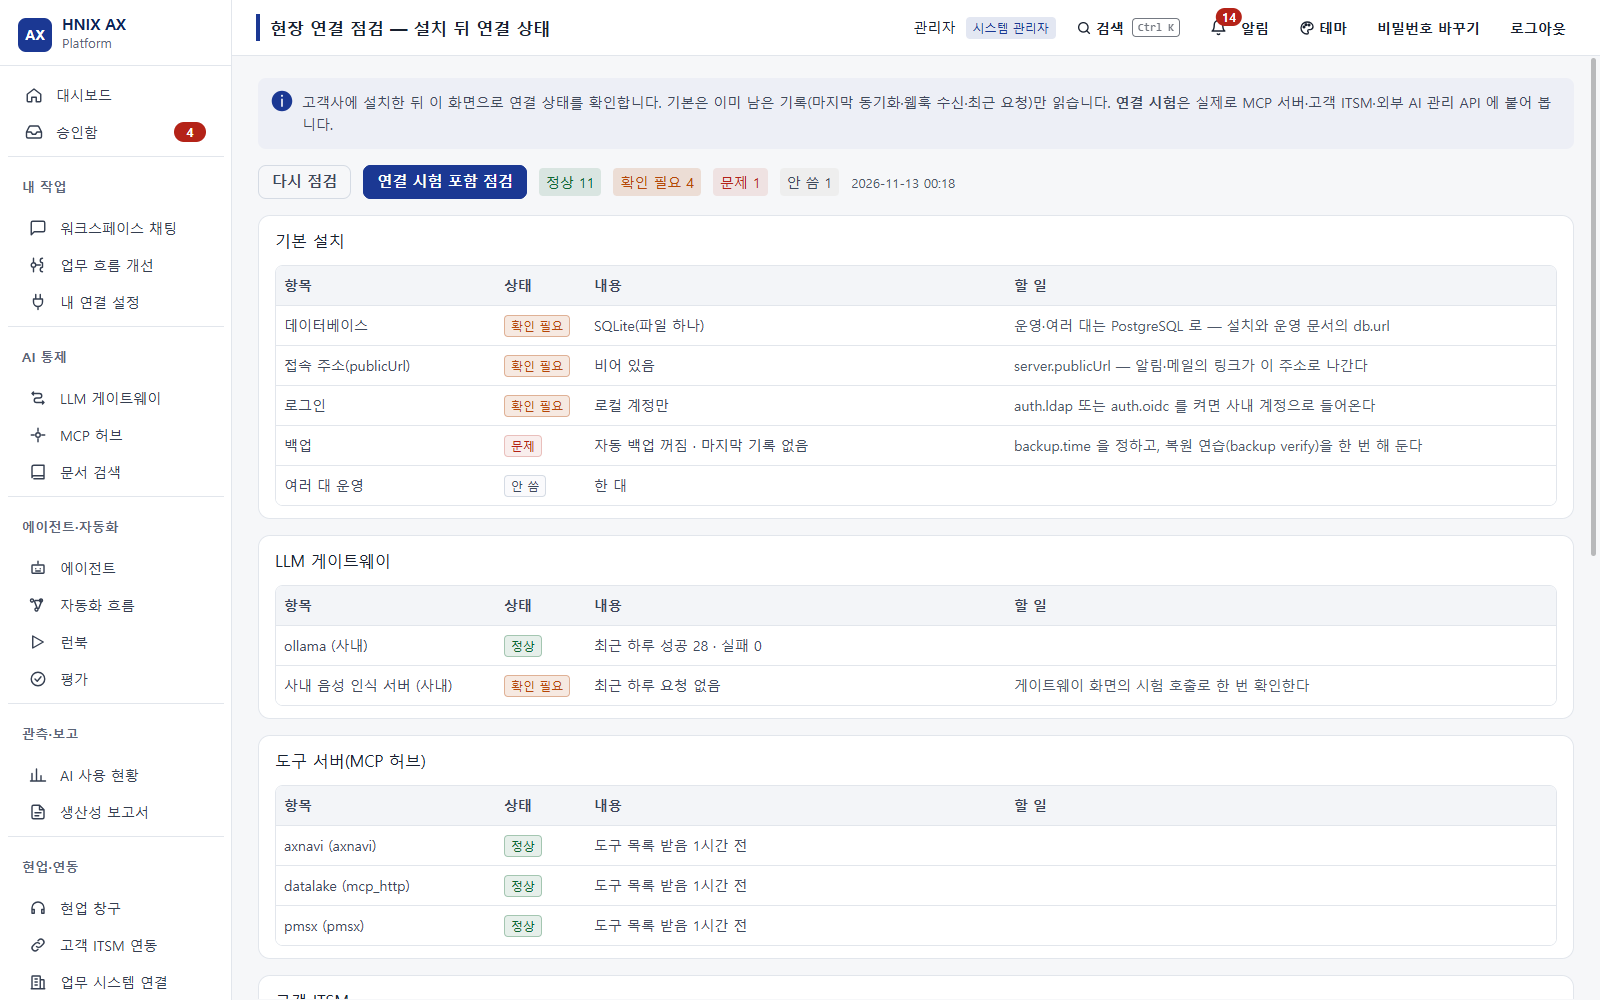 AX
HNIX AX
Platform
대시보드
승인함
4
내 작업
워크스페이스 채팅
업무 흐름 개선
내 연결 설정
AI 통제
LLM 게이트웨이
MCP 허브
문서 검색
에이전트·자동화
에이전트
자동화 흐름
런북
평가
관측·보고
AI 사용 현황
생산성 보고서
현업·연동
현업 창구
고객 ITSM 연동
업무 시스템 연결
현장 연결 점검 — 설치 뒤 연결 상태
관리자 시스템 관리자 검색 Ctrl K 14 알림 테마 비밀번호 바꾸기 로그아웃
고객사에 설치한 뒤 이 화면으로 연결 상태를 확인합니다. 기본은 이미 남은 기록(마지막 동기화·웹훅 수신·최근 요청)만 읽습니다. 연결 시험은 실제로 MCP 서버·고객 ITSM·외부 AI 관리 API 에 붙어 봅
니다.
다시 점검 연결 시험 포함 점검 정상 11 확인 필요 4 문제 1 안 씀 1 2026-11-13 00:18
기본 설치
항목 상태 내용 할 일
데이터베이스 확인 필요 SQLite(파일 하나) 운영·여러 대는 PostgreSQL 로 — 설치와 운영 문서의 db.url
접속 주소(publicUrl) 확인 필요 비어 있음 server.publicUrl — 알림·메일의 링크가 이 주소로 나간다
로그인 확인 필요 로컬 계정만 auth.ldap 또는 auth.oidc 를 켜면 사내 계정으로 들어온다
백업 문제 자동 백업 꺼짐 · 마지막 기록 없음 backup.time 을 정하고, 복원 연습(backup verify)을 한 번 해 둔다
여러 대 운영 안 씀 한 대
LLM 게이트웨이
항목 상태 내용 할 일
ollama (사내) 정상 최근 하루 성공 28 · 실패 0
사내 음성 인식 서버 (사내) 확인 필요 최근 하루 요청 없음 게이트웨이 화면의 시험 호출로 한 번 확인한다
도구 서버(MCP 허브)
항목 상태 내용 할 일
axnavi (axnavi) 정상 도구 목록 받음 1시간 전
datalake (mcp_http) 정상 도구 목록 받음 1시간 전
pmsx (pmsx) 정상 도구 목록 받음 1시간 전
고객 ITSM